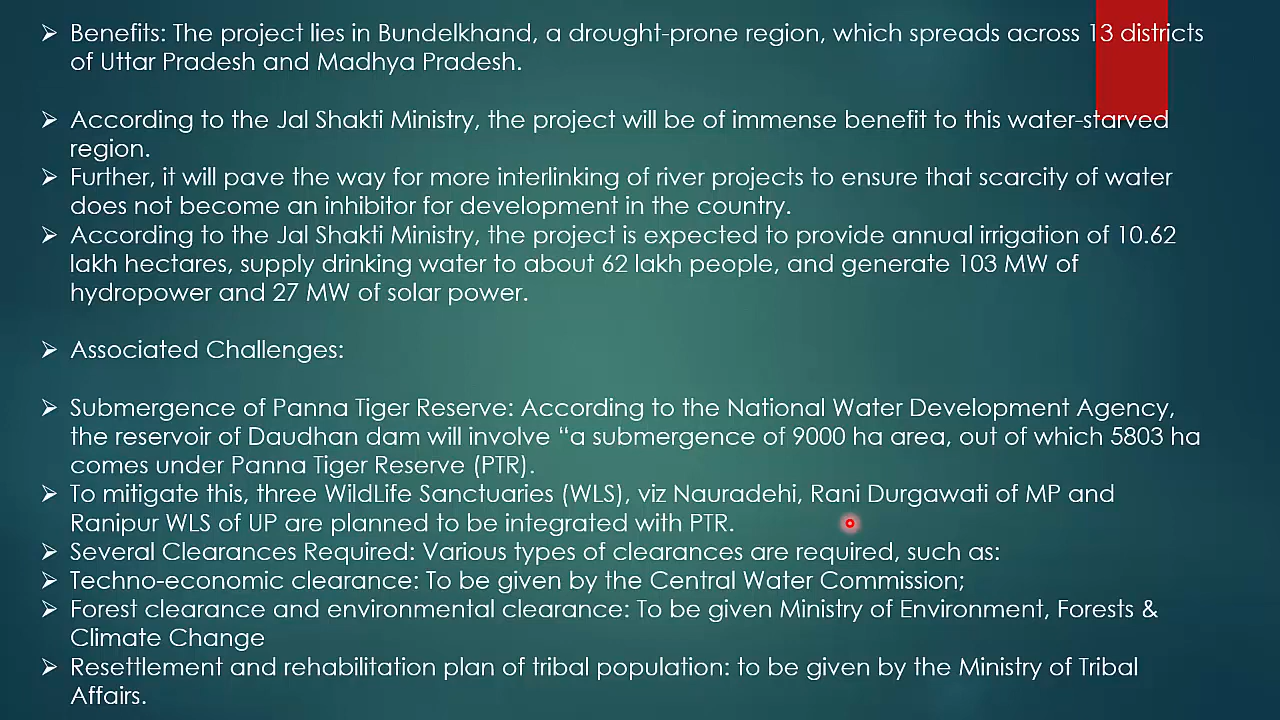 Benefits: The project lies in Bundelkhand, a drought-prone region, which spreads across 13 districts
of Uttar Pradesh and Madhya Pradesh.
According to the Jal Shakti Ministry, the project will be of immense benefit to this water-starved
region.
Further, it will pave the way for more interlinking of river projects to ensure that scarcity of water
does not become an inhibitor for development in the country.
According to the Jal Shakti Ministry, the project is expected to provide annual irrigation of 10.62
lakh hectares, supply drinking water to about 62 lakh people, and generate 103 MW of
hydropower and 27 MW of solar power.
Associated Challenges:
Submergence of Panna Tiger Reserve: According to the National Water Development Agency,
the reservoir of Daudhan dam will involve “a submergence of 9000 ha area, out of which 5803 ha
comes under Panna Tiger Reserve (PTR).
To mitigate this, three WildLife Sanctuaries (WLS), viz Nauradehi, Rani Durgawati of MP and
Ranipur WLS of UP are planned to be integrated with PTR.
Several Clearances Required: Various types of clearances are required, such as:
Techno-economic clearance: To be given by the Central Water Commission;
Forest clearance and environmental clearance: To be given Ministry of Environment, Forests &
Climate Change
Resettlement and rehabilitation plan of tribal population: to be given by the Ministry of Tribal
Affairs.